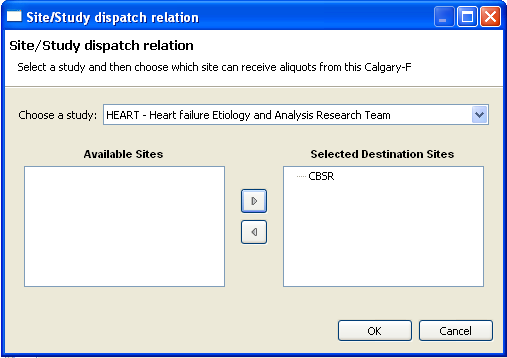 Site/Study dispatch relation
Site/Study dispatch relation
Select a study and then choose which site can receive aliquots from this Calgary-F
Choose a study: HEART - Heart failure Etiology and Analysis Research Team
Available Sites Selected Destination Sites
CBSR
OK Cancel